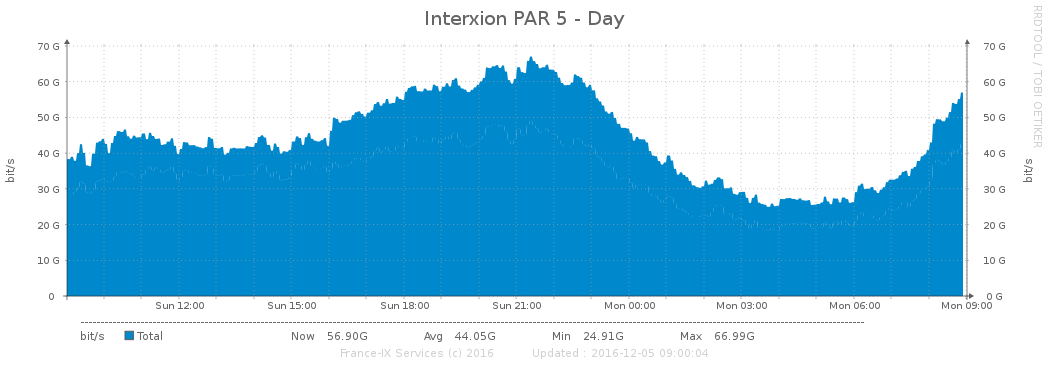 Interxion PAR 5 - Day
RRDTOOL / TOBI OETIKER
bit/s
70 G 70 G
60 G 60 G
50 G 50 G
40 G 40 G
30 G 30 G
20 G 20 G
10 G 10 G
0 0 G
bit/s
Sun 12:00 Sun 15:00 Sun 18:00 Sun 21:00 Mon 00:00 Mon 03:00 Mon 06:00 Mon 09:00
bit/s Total Now 56.90G Avg 44.05G Min 24.91G Max 66.99G
France-IX Services (c) 2016 Updated : 2016-12-05 09:00:04